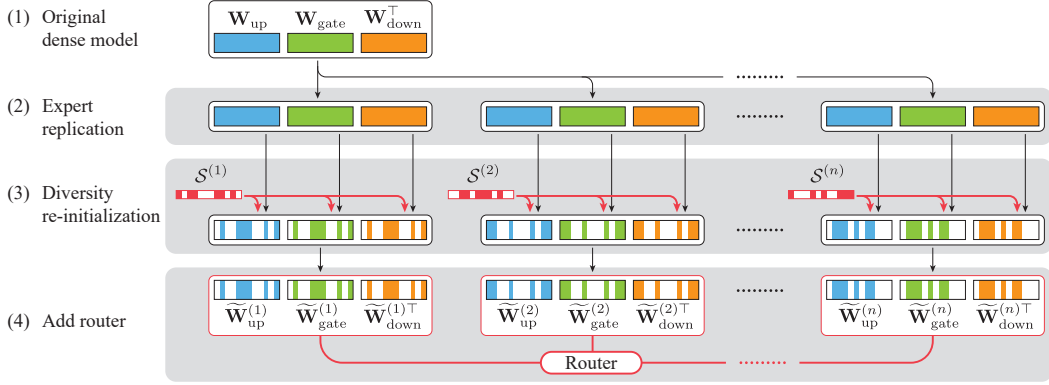 (1) Original
dense model
W_up W_gate W_down^⊤
(2) Expert
replication
(3) Diversity
re-initialization
S^(1) S^(2) S^(n)
(4) Add router
W̃_up^(1) W̃_gate^(1) W̃_down^(1)⊤ W̃_up^(2) W̃_gate^(2) W̃_down^(2)⊤ W̃_up^(n) W̃_gate^(n) W̃_down^(n)⊤
Router